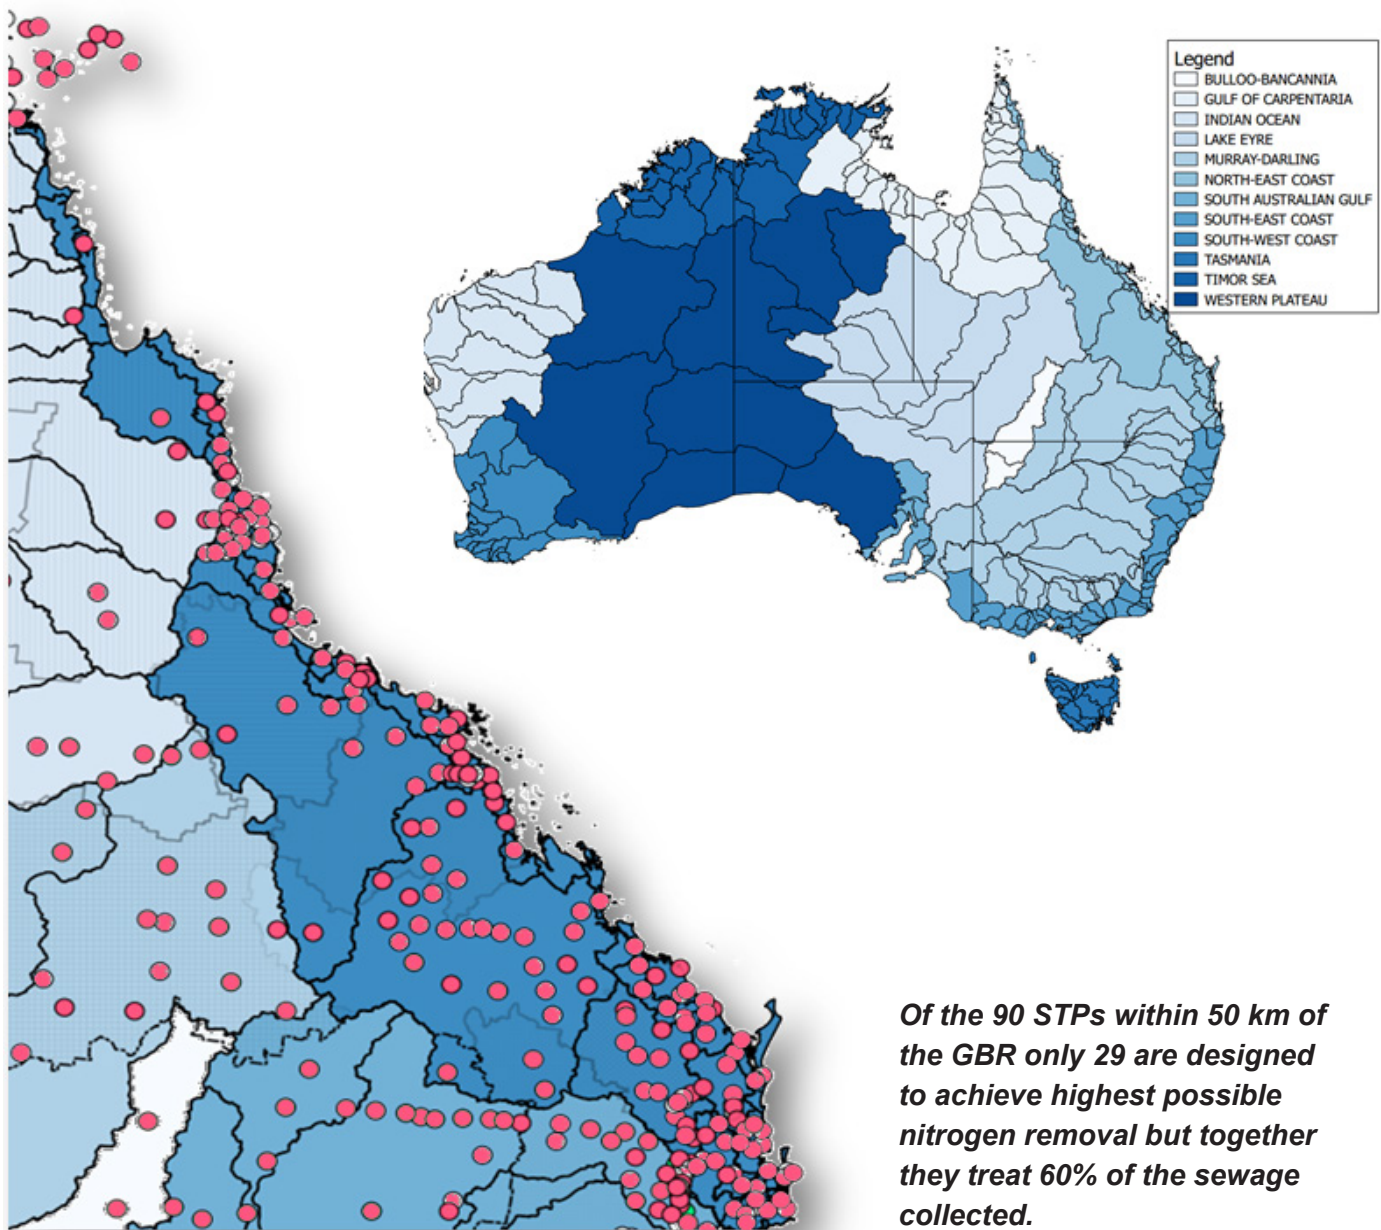 Legend
BULLOO-BANCANNIA
GULF OF CARPENTARIA
INDIAN OCEAN
LAKE EYRE
MURRAY-DARLING
NORTH-EAST COAST
SOUTH AUSTRALIAN GULF
SOUTH-EAST COAST
SOUTH-WEST COAST
TASMANIA
TIMOR SEA
WESTERN PLATEAU
Of the 90 STPs within 50 km of
the GBR only 29 are designed
to achieve highest possible
nitrogen removal but together
they treat 60% of the sewage
collected.